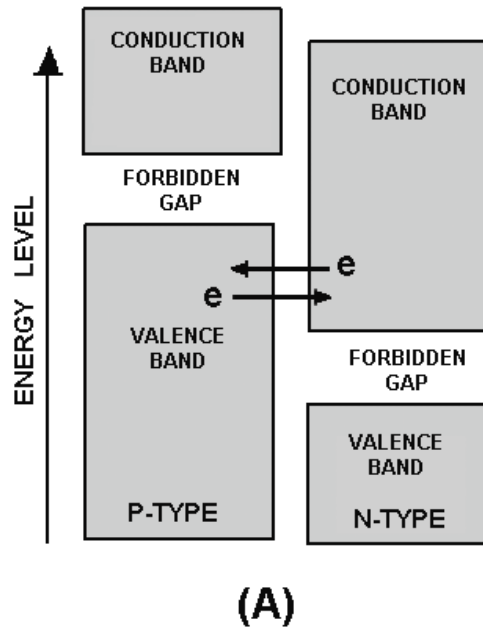 CONDUCTION
BAND
CONDUCTION
BAND
FORBIDDEN
GAP
ENERGY LEVEL
e
e
VALENCE
BAND
FORBIDDEN
GAP
VALENCE
BAND
P-TYPE
N-TYPE
(A)